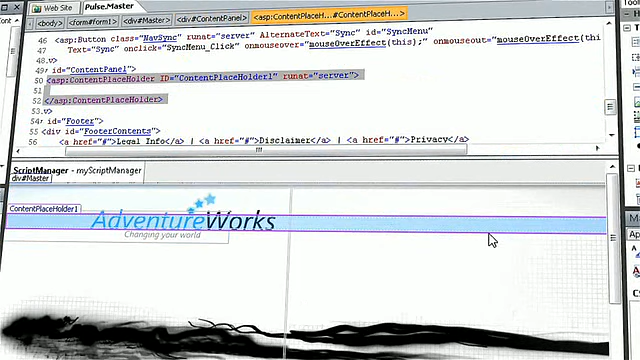 Web Site Pulse.Master
<body> <form#form1> <div#Master> <div#ContentPanel> <asp:ContentPlaceH...#ContentPlaceH...>
46 <asp:Button class="NavSync" runat="server" AlternateText="Sync" id="SyncMenu"
47 Text="Sync" onclick="SyncMenu_Click" onmouseover="mouseOverEffect(this);" onmouseout="mouseOverEffect(thi
48 v>
49 r id="ContentPanel">
50 <asp:ContentPlaceHolder ID="ContentPlaceHolder1" runat="server">
51
52 </asp:ContentPlaceHolder>
53 v>
54 r id="Footer">
55 <div id="FooterContents">
56 <a href="#">Legal Info</a> | <a href="#">Disclaimer</a> | <a href="#">Privacy</a>
ScriptManager - myScriptManager
div#Master
ContentPlaceHolder1
AdventureWorks
Changing your world